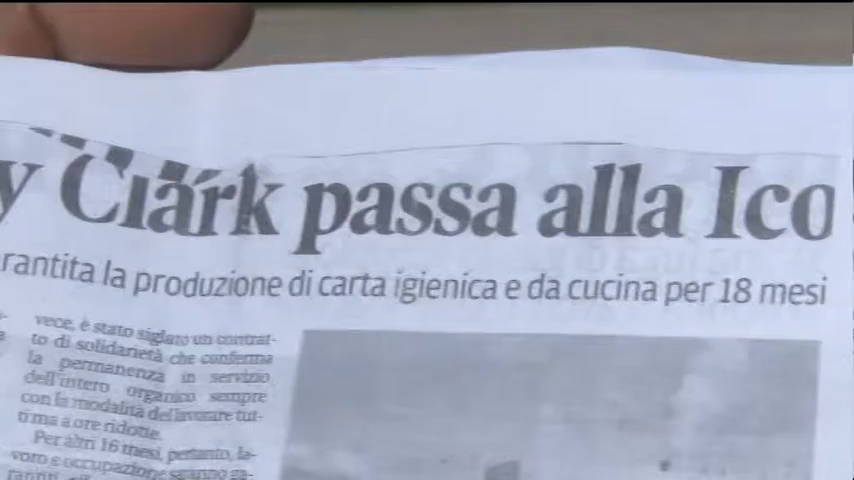 y Clark passa alla Ico
rantita la produzione di carta igienica e da cucina per 18 mesi
vece, è stato siglato un contrat-
to di solidarietà che conferma
la permanenza in servizio
dell'intero organico sempre
con la modalità del lavorare tut-
ti ma a ore ridotte.
Per altri 16 mesi, pertanto, la-
voro e occupazione saranno ga-